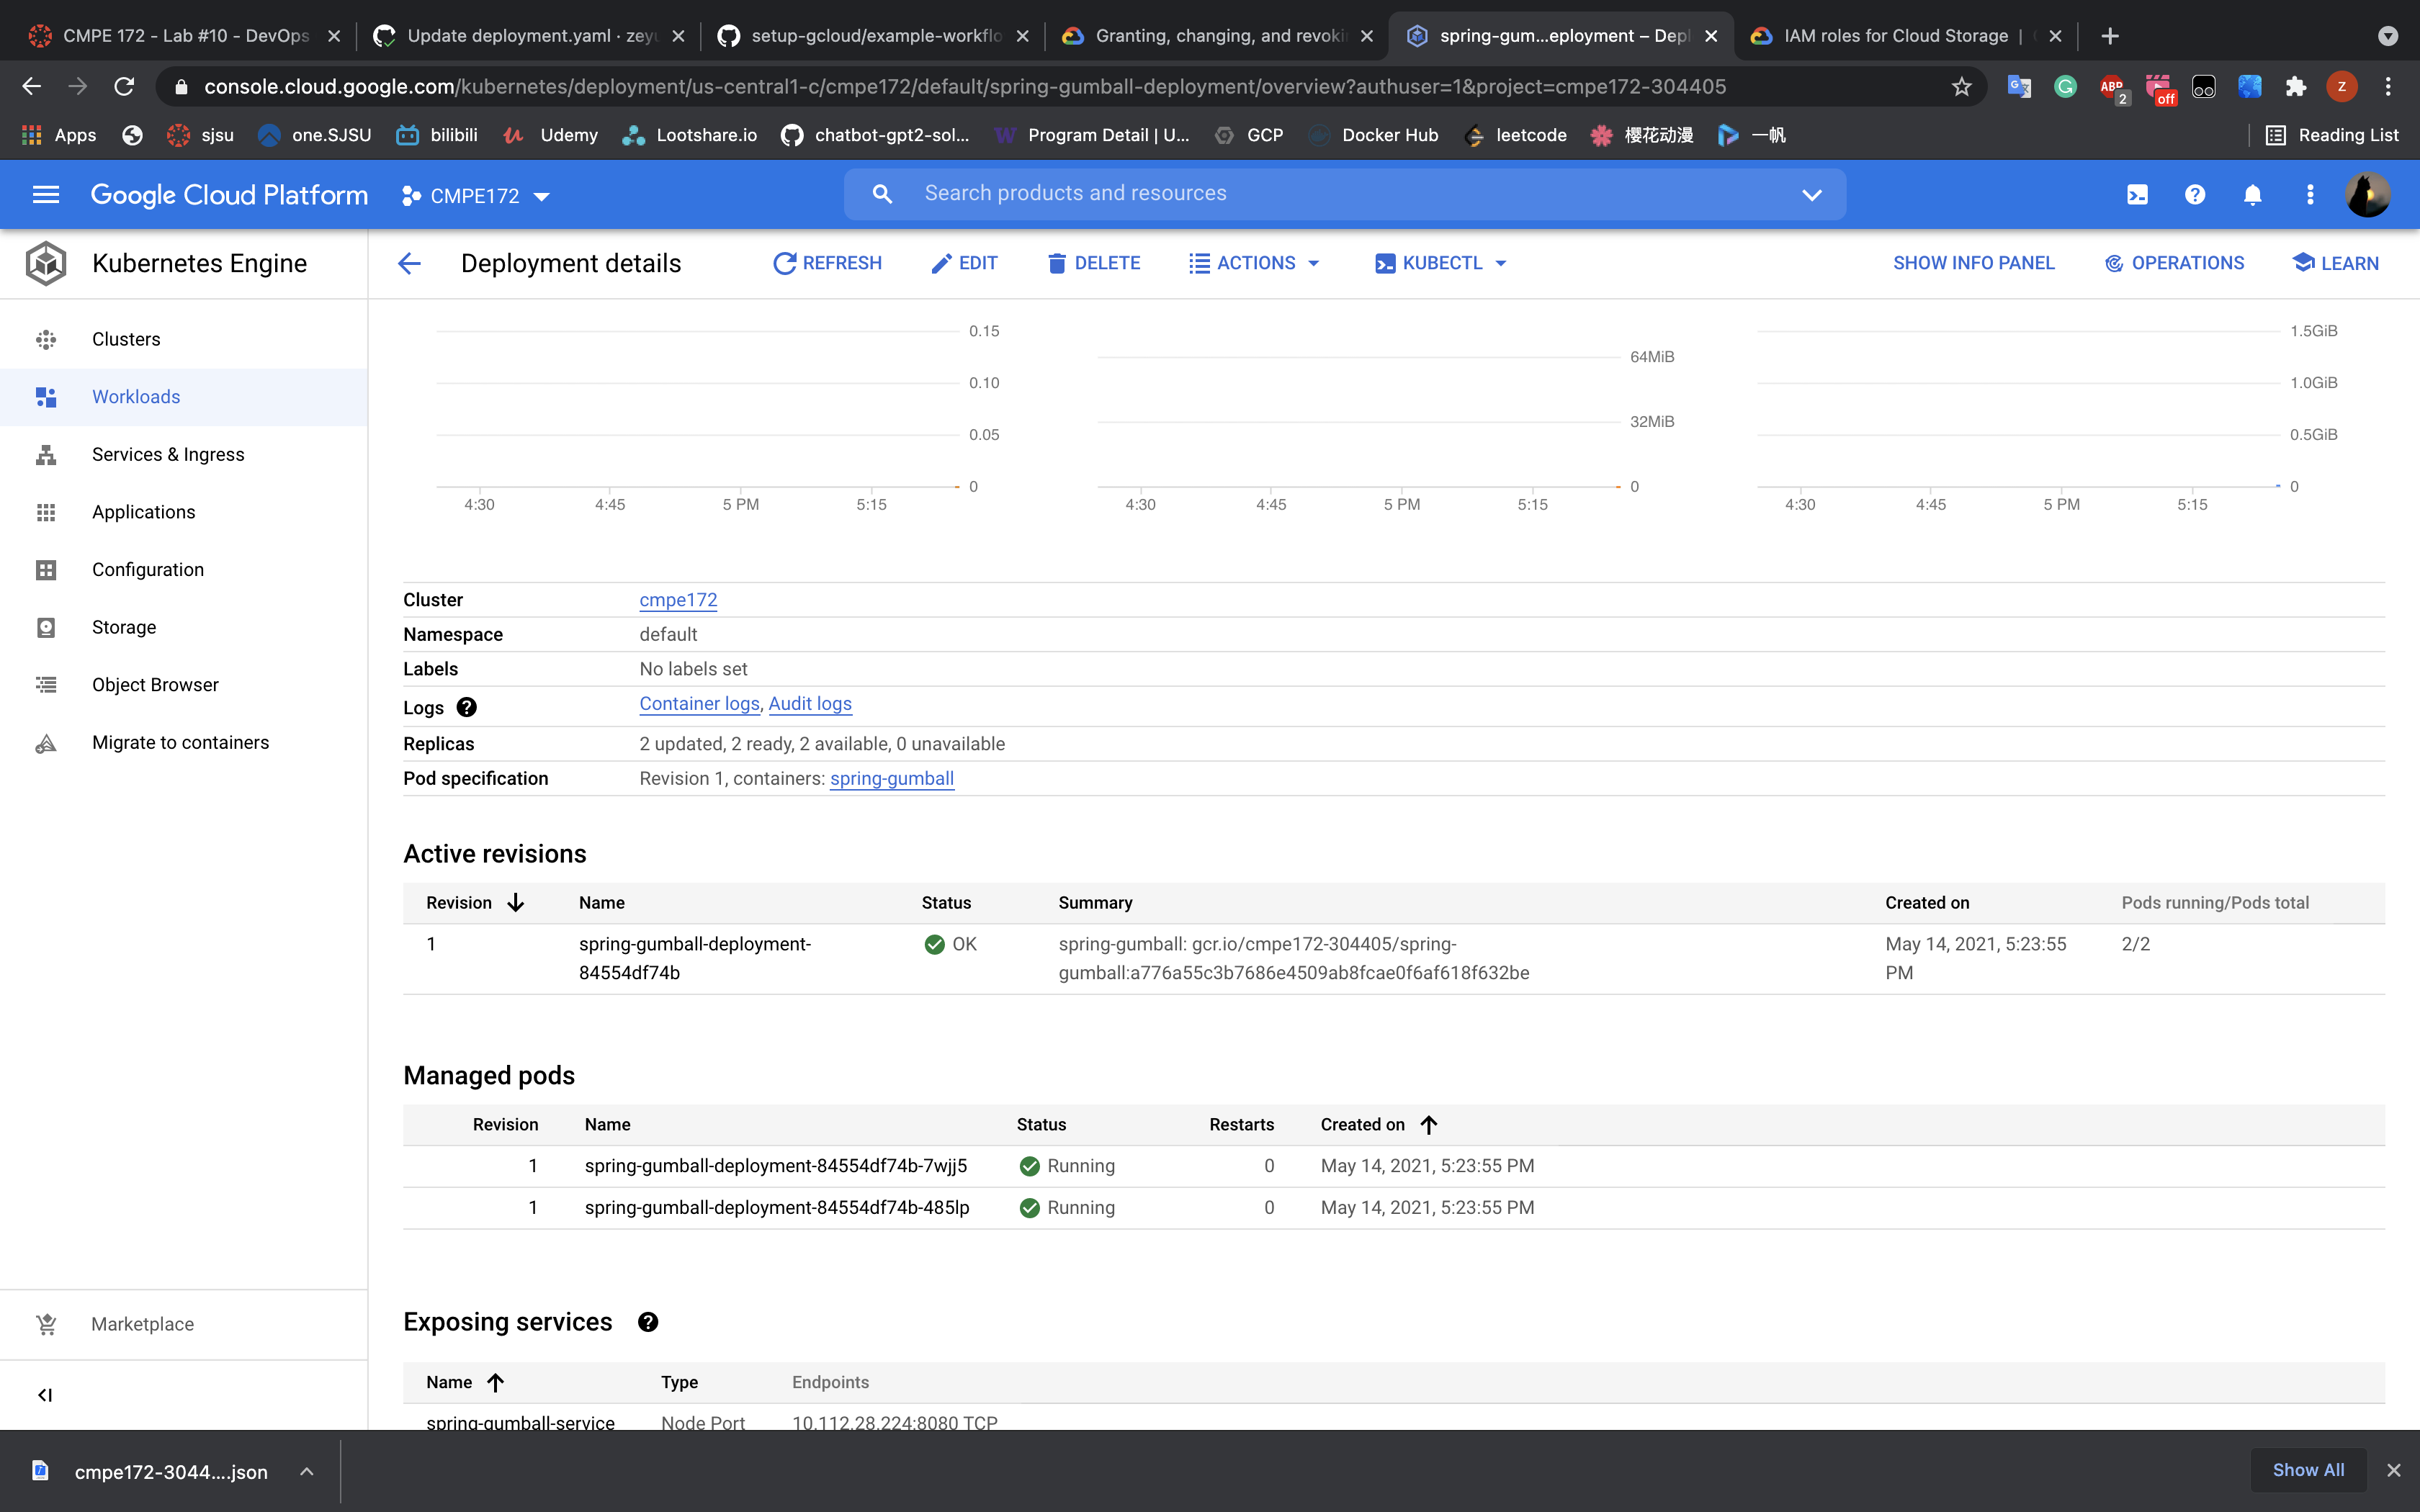 CMPE 172 - Lab #10 - DevOps
Update deployment.yaml · zeyu
setup-gcloud/example-workflo
Granting, changing, and revoki
spring-gum...eployment – Depl
IAM roles for Cloud Storage |
console.cloud.google.com/kubernetes/deployment/us-central1-c/cmpe172/default/spring-gumball-deployment/overview?authuser=1&project=cmpe172-304405
ABP
2
off
Z
Apps
sjsu
one.SJSU
bilibili
Udemy
Lootshare.io
chatbot-gpt2-sol...
Program Detail | U...
GCP
Docker Hub
leetcode
樱花动漫
一帆
Reading List
Google Cloud Platform
CMPE172
Search products and resources
Kubernetes Engine
Deployment details
REFRESH
EDIT
DELETE
ACTIONS
KUBECTL
SHOW INFO PANEL
OPERATIONS
LEARN
Clusters
Workloads
Services & Ingress
Applications
Configuration
Storage
Object Browser
Migrate to containers
Marketplace
0.15
0.10
0.05
0
4:30 4:45 5 PM 5:15
64MiB
32MiB
0
4:30 4:45 5 PM 5:15
1.5GiB
1.0GiB
0.5GiB
0
4:30 4:45 5 PM 5:15
Cluster cmpe172
Namespace default
Labels No labels set
Logs Container logs, Audit logs
Replicas 2 updated, 2 ready, 2 available, 0 unavailable
Pod specification Revision 1, containers: spring-gumball
Active revisions
Revision Name Status Summary Created on Pods running/Pods total
1 spring-gumball-deployment- OK spring-gumball: gcr.io/cmpe172-304405/spring- May 14, 2021, 5:23:55 2/2
84554df74b gumball:a776a55c3b7686e4509ab8fcae0f6af618f632be PM
Managed pods
Revision Name Status Restarts Created on
1 spring-gumball-deployment-84554df74b-7wjj5 Running 0 May 14, 2021, 5:23:55 PM
1 spring-gumball-deployment-84554df74b-485lp Running 0 May 14, 2021, 5:23:55 PM
Exposing services
Name Type Endpoints
spring-gumball-service Node Port 10.112.28.224:8080 TCP
cmpe172-3044....json
Show All